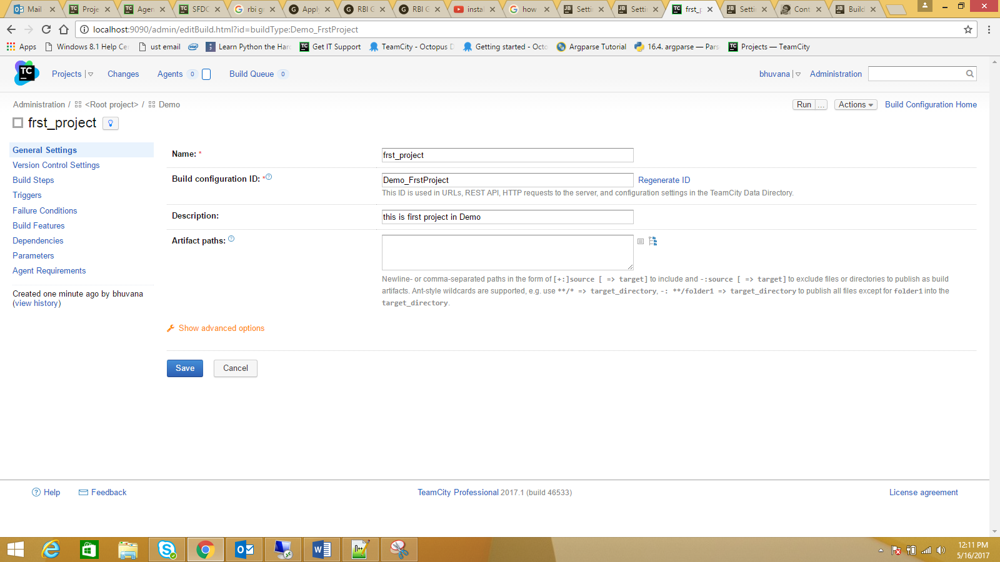 Mail
Proje
Agen
SFDC
rbi g
Apply
RBI G
RBI G
instal
how
Settin
Settin
frst_p
Settin
Cont
Build
localhost:9090/admin/editBuild.html?id=buildType:Demo_FrstProject
Apps
Windows 8.1 Help Ce
ust email
Learn Python the Har
Get IT Support
TeamCity - Octopus D
Getting started - Octo
Argparse Tutorial
16.4. argparse — Pars
Projects — TeamCity
TC
Projects
Changes
Agents 0
Build Queue 0
bhuvana
Administration
Administration / <Root project> / Demo
Run ...
Actions
Build Configuration Home
frst_project
General Settings
Version Control Settings
Build Steps
Triggers
Failure Conditions
Build Features
Dependencies
Parameters
Agent Requirements
Created one minute ago by bhuvana
(view history)
Name: *
frst_project
Build configuration ID: *
Demo_FrstProject
Regenerate ID
This ID is used in URLs, REST API, HTTP requests to the server, and configuration settings in the TeamCity Data Directory.
Description:
this is first project in Demo
Artifact paths:
Newline- or comma-separated paths in the form of [+:]source [ => target] to include and -:source [ => target] to exclude files or directories to publish as build
artifacts. Ant-style wildcards are supported, e.g. use **/* => target_directory, -: **/folder1 => target_directory to publish all files except for folder1 into the
target_directory.
Show advanced options
Save
Cancel
Help
Feedback
TeamCity Professional 2017.1 (build 46533)
License agreement
12:11 PM
5/16/2017